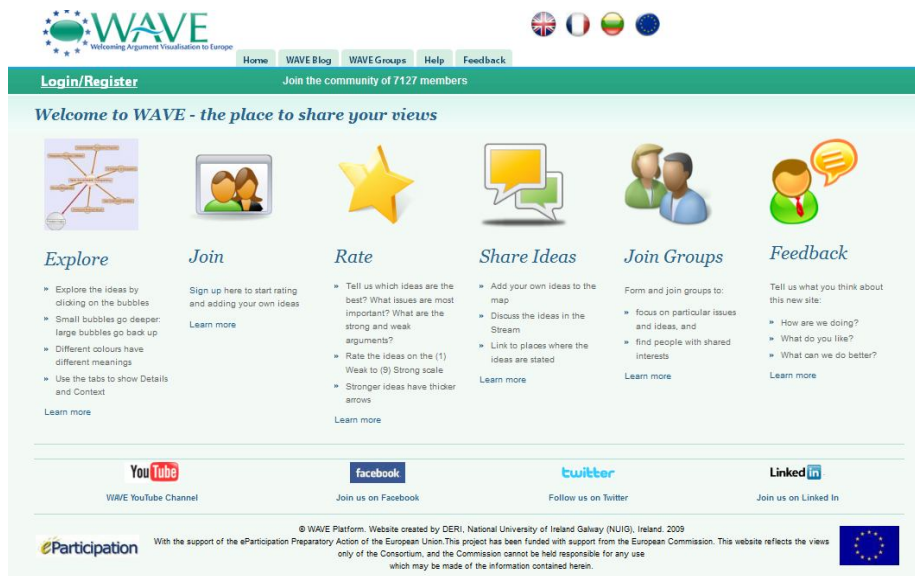 WAVE
Welcoming Argument Visualisation to Europe
Home WAVE Blog WAVE Groups Help Feedback
Login/Register
Join the community of 7127 members
Welcome to WAVE - the place to share your views
Explore
» Explore the ideas by
clicking on the bubbles
» Small bubbles go deeper:
large bubbles go back up
» Different colours have
different meanings
» Use the tabs to show Details
and Context
Learn more
Join
Sign up here to start rating
and adding your own ideas
Learn more
Rate
» Tell us which ideas are the
best? What issues are most
important? What are the
strong and weak
arguments?
» Rate the ideas on the (1)
Weak to (9) Strong scale
» Stronger ideas have thicker
arrows
Learn more
Share Ideas
» Add your own ideas to the
map
» Discuss the ideas in the
Stream
» Link to places where the
ideas are stated
Learn more
Join Groups
Form and join groups to:
» focus on particular issues
and ideas, and
» find people with shared
interests
Learn more
Feedback
Tell us what you think about
this new site:
» How are we doing?
» What do you like?
» What can we do better?
Learn more
YouTube
WAVE YouTube Channel
facebook
Join us on Facebook
twitter
Follow us on Twitter
Linked in
Join us on Linked In
eParticipation
© WAVE Platform. Website created by DERI, National University of Ireland Galway (NUIG), Ireland. 2009
With the support of the eParticipation Preparatory Action of the European Union.This project has been funded with support from the European Commission. This website reflects the views
only of the Consortium, and the Commission cannot be held responsible for any use
which may be made of the information contained herein.